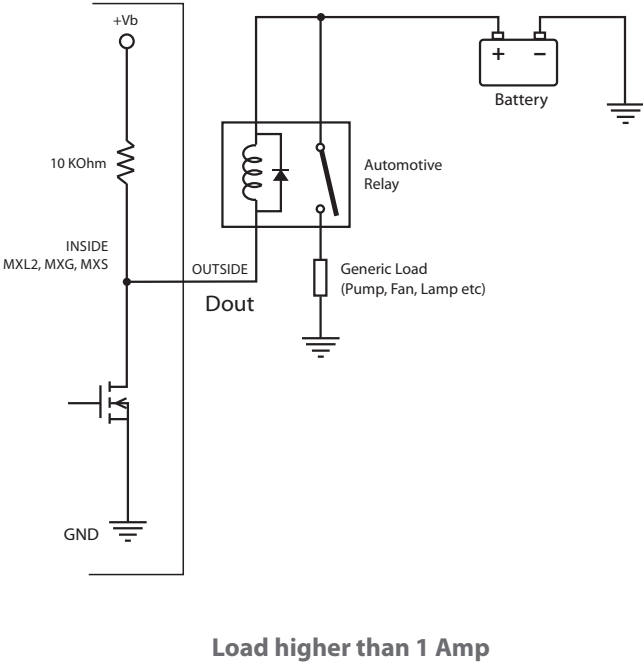 +Vb
+ −
Battery
10 KOhm
Automotive
Relay
INSIDE
MXL2, MXG, MXS
OUTSIDE
Generic Load
(Pump, Fan, Lamp etc)
Dout
GND
Load higher than 1 Amp